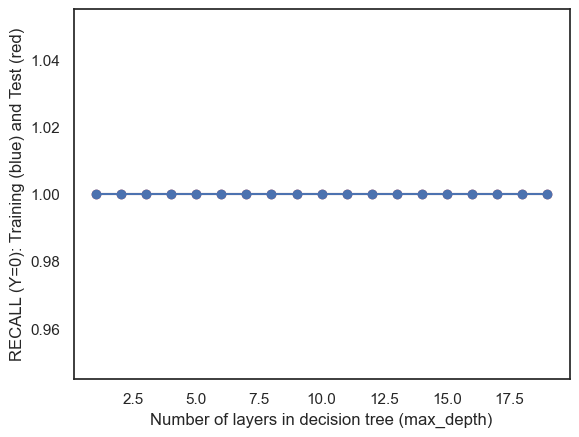 RECALL (Y=0): Training (blue) and Test (red)
1.04
1.02
1.00
0.98
0.96
2.5 5.0 7.5 10.0 12.5 15.0 17.5
Number of layers in decision tree (max_depth)